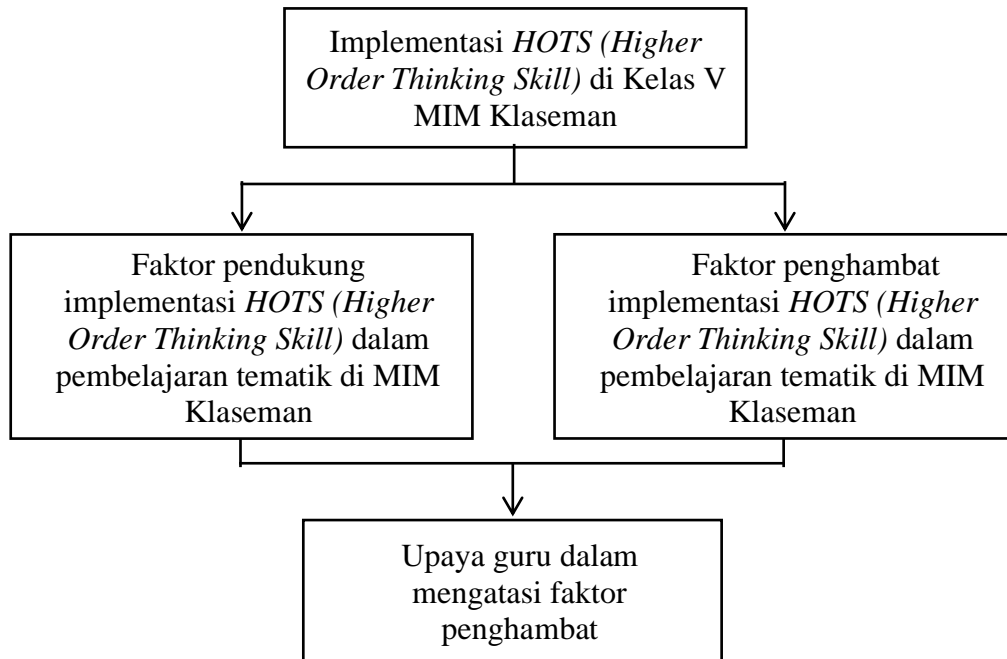 Implementasi HOTS (Higher
Order Thinking Skill) di Kelas V
MIM Klaseman
Faktor pendukung
implementasi HOTS (Higher
Order Thinking Skill) dalam
pembelajaran tematik di MIM
Klaseman
Faktor penghambat
implementasi HOTS (Higher
Order Thinking Skill) dalam
pembelajaran tematik di MIM
Klaseman
Upaya guru dalam
mengatasi faktor
penghambat